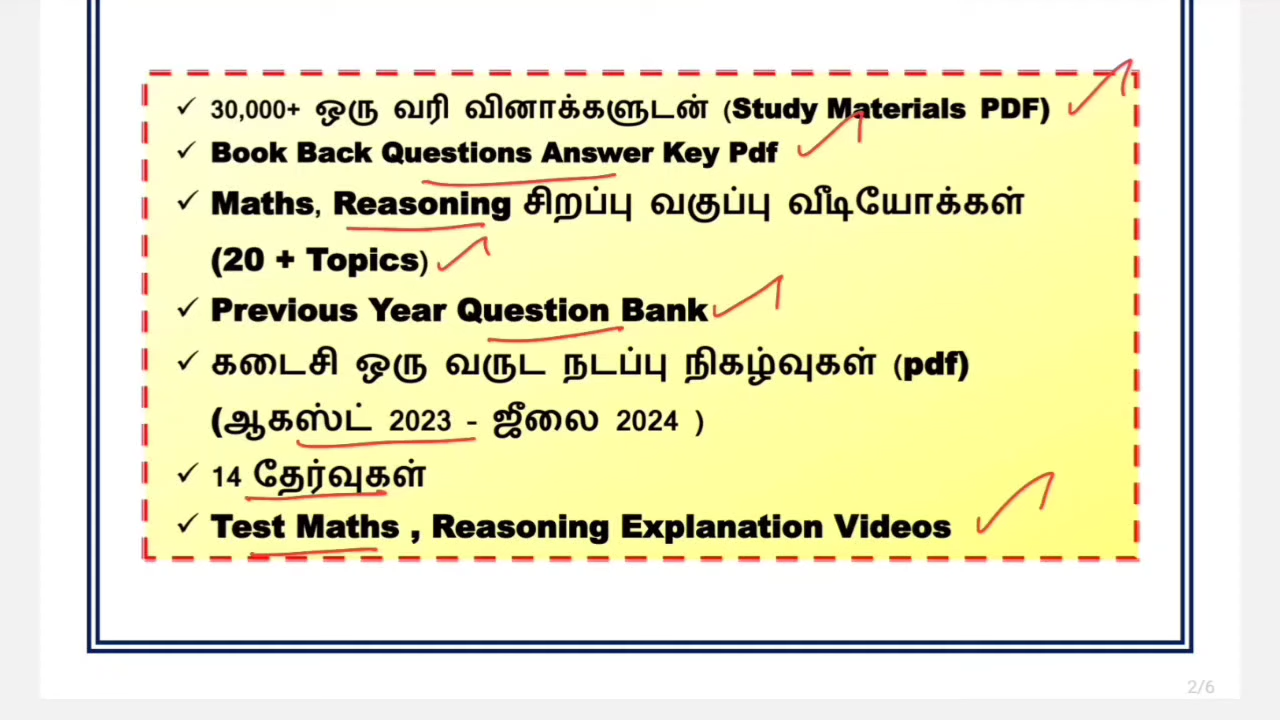 ✓ 30,000+ ஒரு வரி வினாக்களுடன் (Study Materials PDF)
✓ Book Back Questions Answer Key Pdf
✓ Maths, Reasoning சிறப்பு வகுப்பு வீடியோக்கள்
(20 + Topics)
✓ Previous Year Question Bank
✓ கடைசி ஒரு வருட நடப்பு நிகழ்வுகள் (pdf)
(ஆகஸ்ட் 2023 - ஜீலை 2024 )
✓ 14 தேர்வுகள்
✓ Test Maths , Reasoning Explanation Videos
2/6